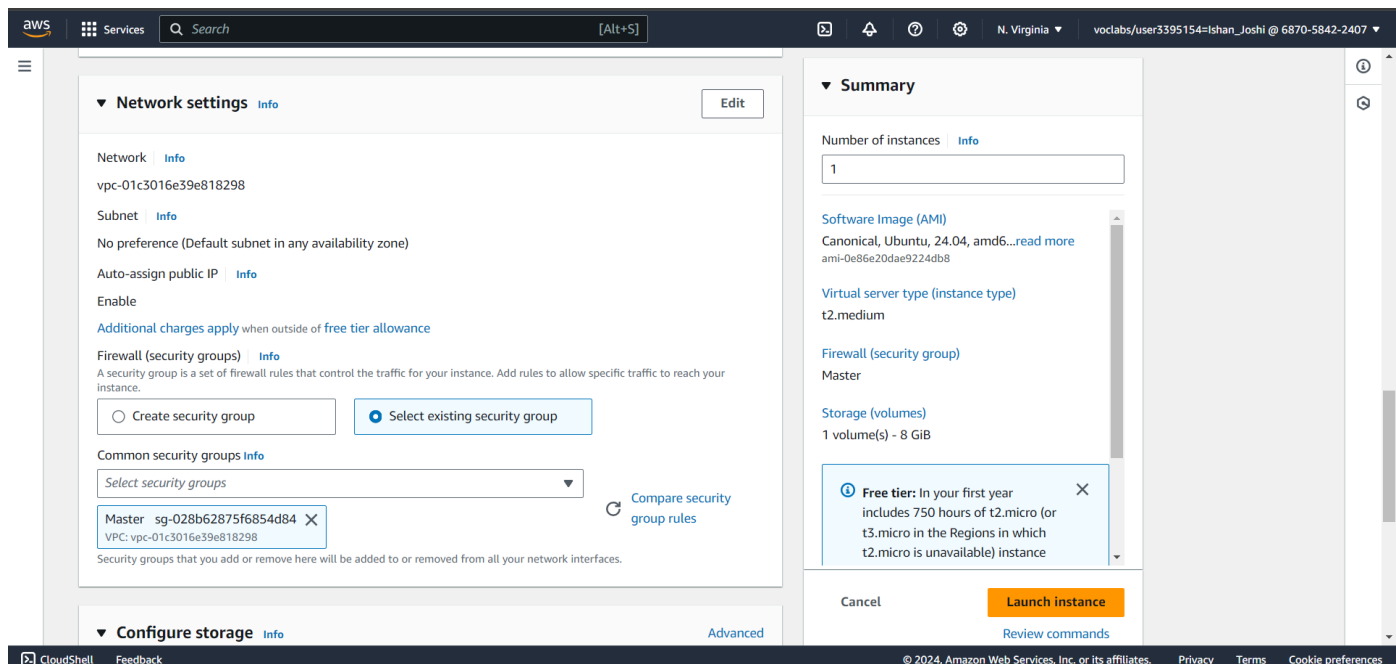 aws Services Search [Alt+S] N. Virginia voclabs/user3395154=Ishan_Joshi @ 6870-5842-2407
Network settings Info
Edit
Network Info
vpc-01c3016e39e818298
Subnet Info
No preference (Default subnet in any availability zone)
Auto-assign public IP Info
Enable
Additional charges apply when outside of free tier allowance
Firewall (security groups) Info
A security group is a set of firewall rules that control the traffic for your instance. Add rules to allow specific traffic to reach your
instance.
Create security group
Select existing security group
Common security groups Info
Select security groups
Master sg-028b62875f6854d84
VPC: vpc-01c3016e39e818298
Compare security
group rules
Security groups that you add or remove here will be added to or removed from all your network interfaces.
Configure storage Info
Advanced
Summary
Number of instances Info
1
Software Image (AMI)
Canonical, Ubuntu, 24.04, amd6...read more
ami-0e86e20dae9224db8
Virtual server type (instance type)
t2.medium
Firewall (security group)
Master
Storage (volumes)
1 volume(s) - 8 GiB
Free tier: In your first year
includes 750 hours of t2.micro (or
t3.micro in the Regions in which
t2.micro is unavailable) instance
Cancel
Launch instance
Review commands
CloudShell Feedback © 2024, Amazon Web Services, Inc. or its affiliates. Privacy Terms Cookie preferences